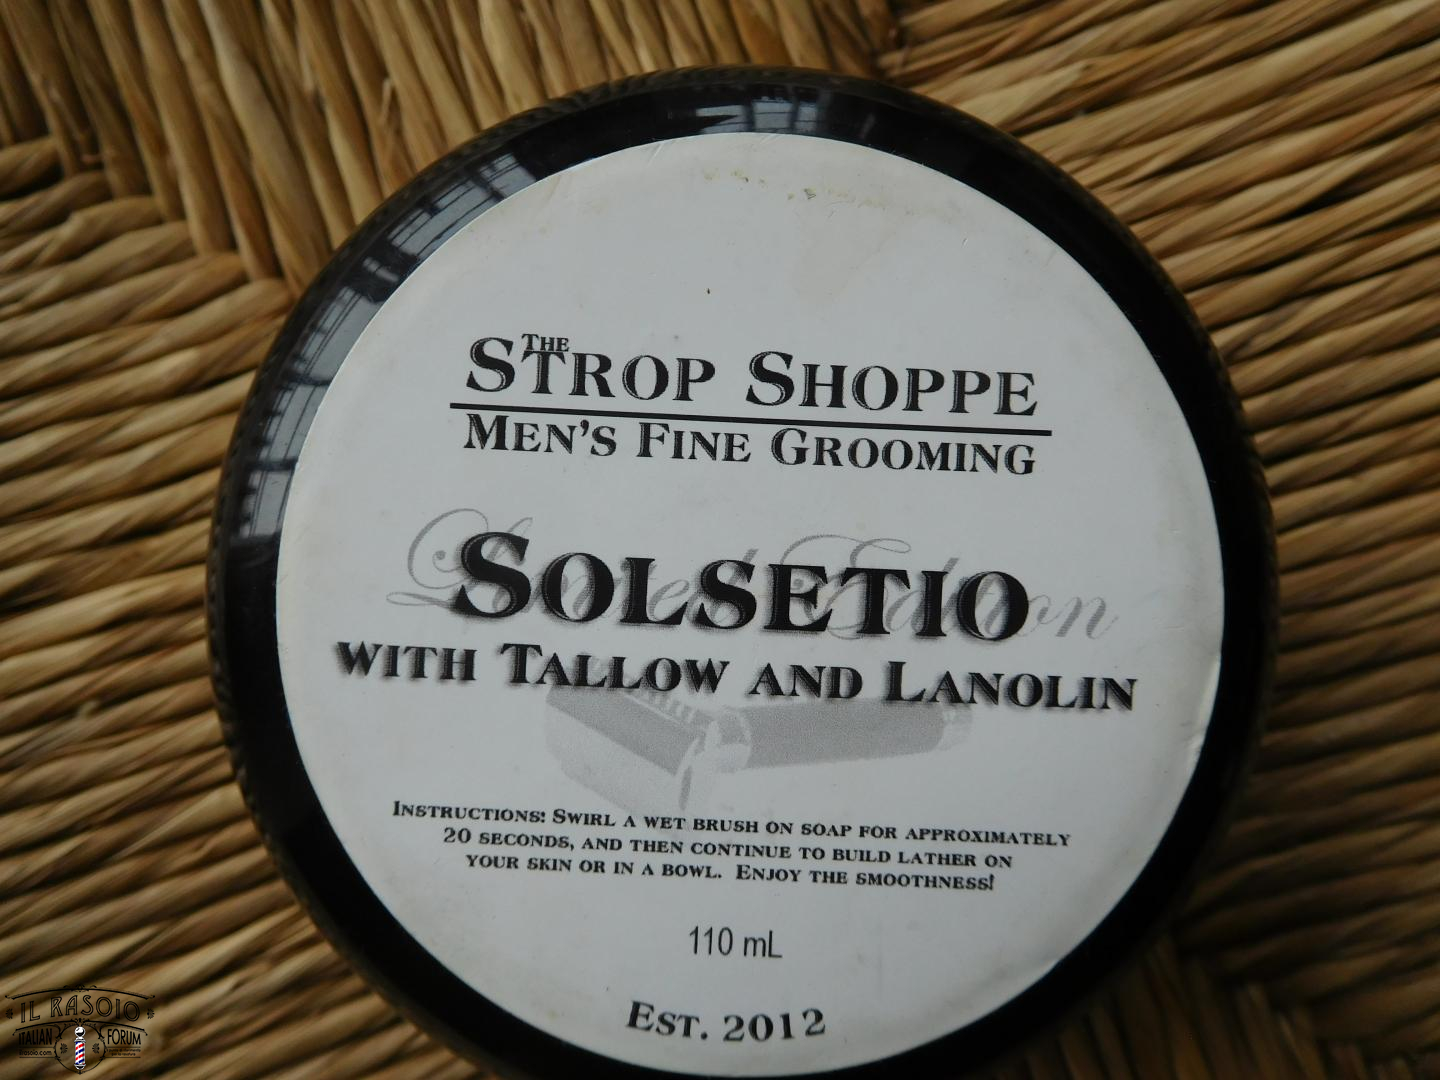 The
Strop Shoppe
Men's Fine Grooming
Limited Edition
Solsetio
with Tallow and Lanolin
Instructions: Swirl a wet brush on soap for approximately
20 seconds, and then continue to build lather on
your skin or in a bowl. Enjoy the smoothness!
110 mL
Est. 2012
IL RASOIO
ITALIAN FORUM